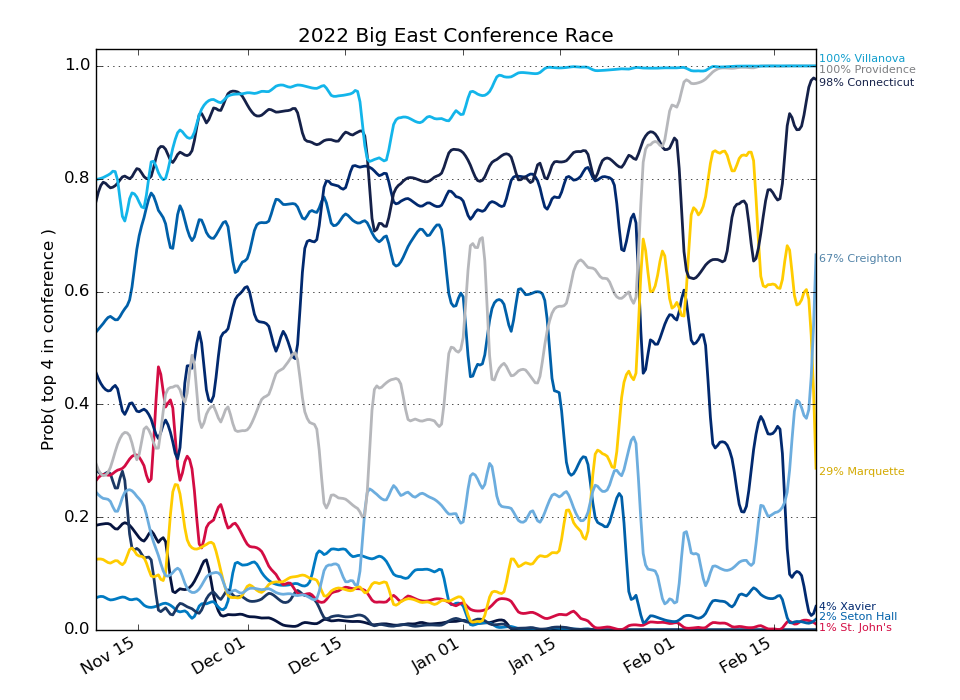 2022 Big East Conference Race
Prob( top 4 in conference )
1.0
0.8
0.6
0.4
0.2
0.0
Nov 15
Dec 01
Dec 15
Jan 01
Jan 15
Feb 01
Feb 15
100% Villanova
100% Providence
98% Connecticut
67% Creighton
29% Marquette
4% Xavier
2% Seton Hall
1% St. John's